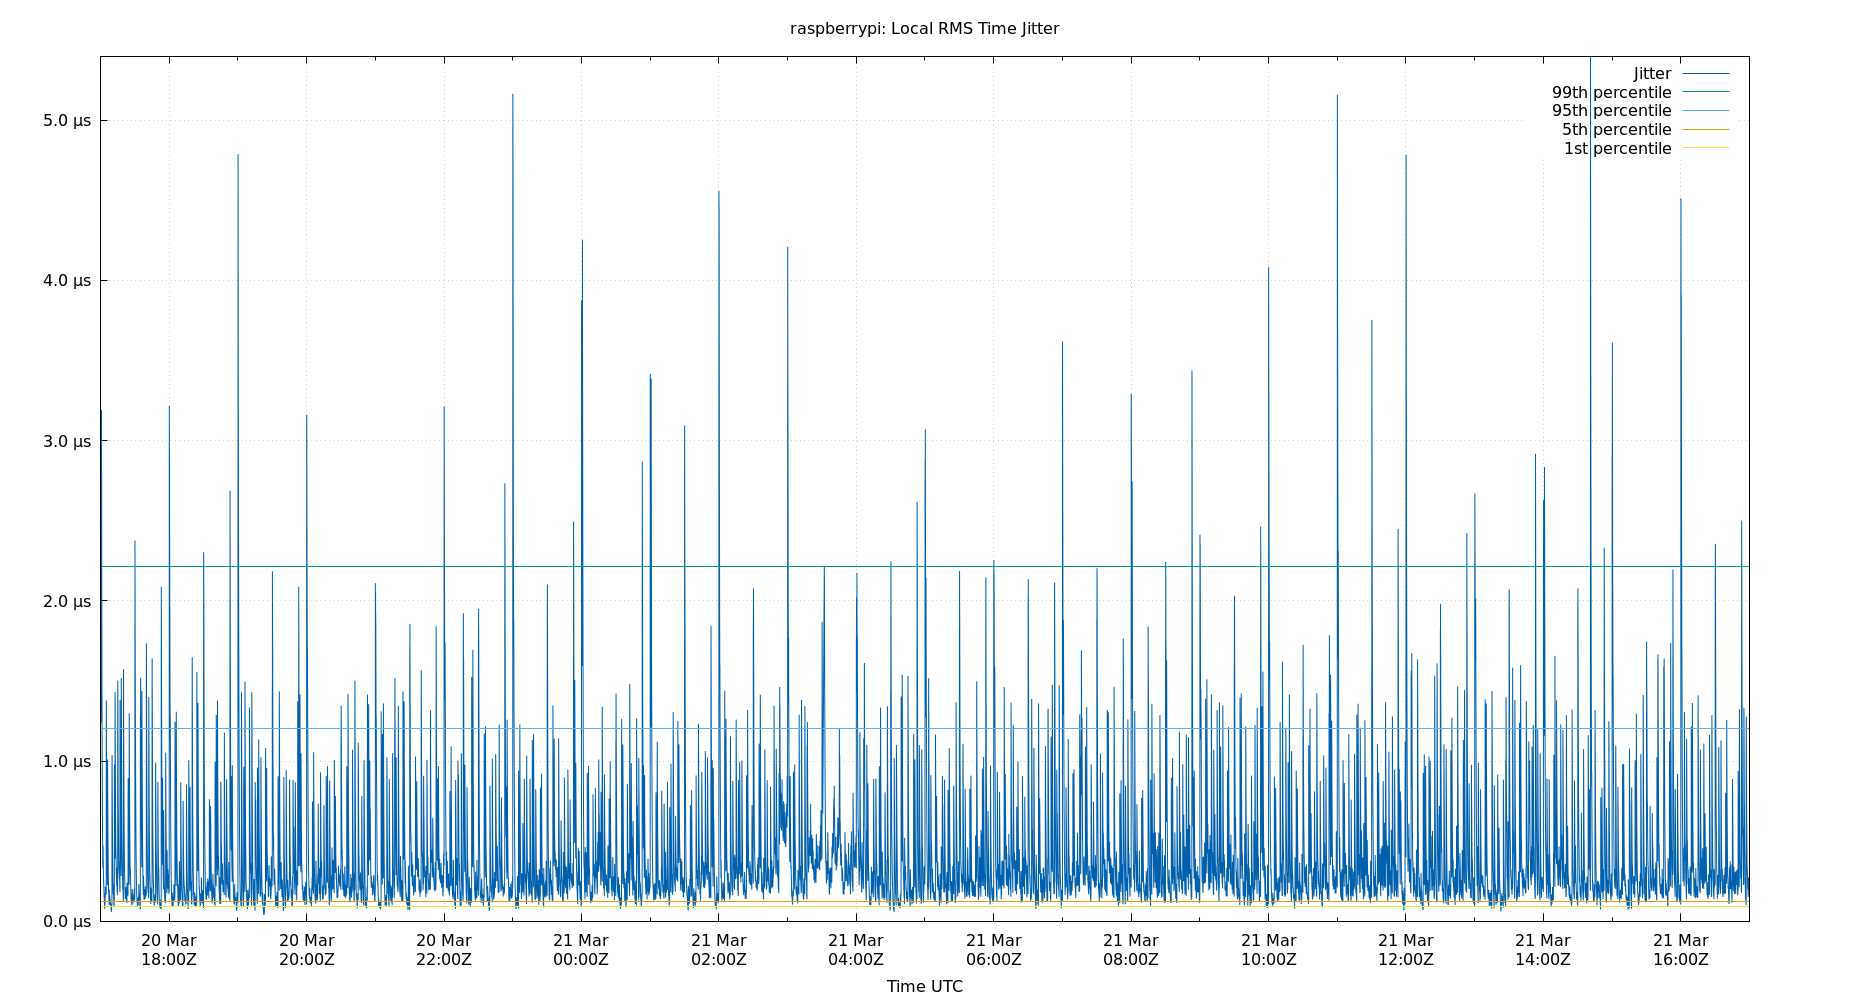 raspberrypi: Local RMS Time Jitter
Jitter
99th percentile
95th percentile
5th percentile
1st percentile
5.0 µs
4.0 µs
3.0 µs
2.0 µs
1.0 µs
0.0 µs
20 Mar 20 Mar 20 Mar 21 Mar 21 Mar 21 Mar 21 Mar 21 Mar 21 Mar 21 Mar 21 Mar 21 Mar
18:00Z 20:00Z 22:00Z 00:00Z 02:00Z 04:00Z 06:00Z 08:00Z 10:00Z 12:00Z 14:00Z 16:00Z
Time UTC